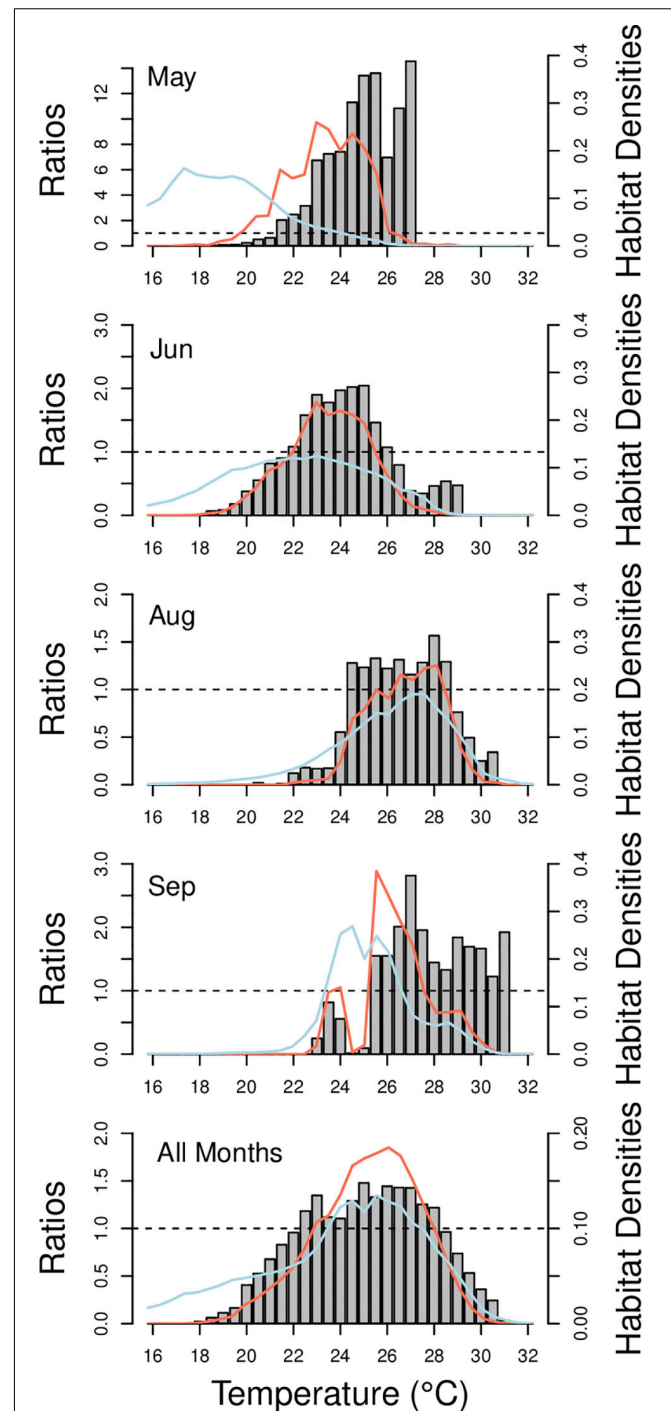 May
Ratios
0 2 4 6 8 12
0.0 0.1 0.2 0.3 0.4
Habitat Densities
16 18 20 22 24 26 28 30 32
Jun
Ratios
0.0 1.0 2.0 3.0
0.0 0.1 0.2 0.3 0.4
Habitat Densities
16 18 20 22 24 26 28 30 32
Aug
Ratios
0.0 0.5 1.0 1.5 2.0
0.0 0.1 0.2 0.3 0.4
Habitat Densities
16 18 20 22 24 26 28 30 32
Sep
Ratios
0.0 1.0 2.0 3.0
0.0 0.1 0.2 0.3 0.4
Habitat Densities
16 18 20 22 24 26 28 30 32
All Months
Ratios
0.0 0.5 1.0 1.5 2.0
0.00 0.10 0.20
Habitat Densities
16 18 20 22 24 26 28 30 32
Temperature (°C)